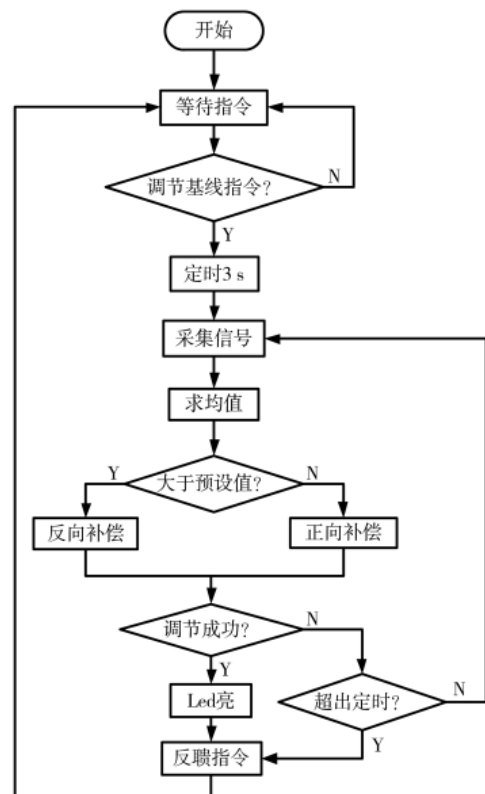 开始
等待指令
调节基线指令?
N
Y
定时3 s
采集信号
求均值
Y
大于预设值?
N
反向补偿
正向补偿
调节成功?
N
Y
Led亮
超出定时?
N
Y
反聩指令